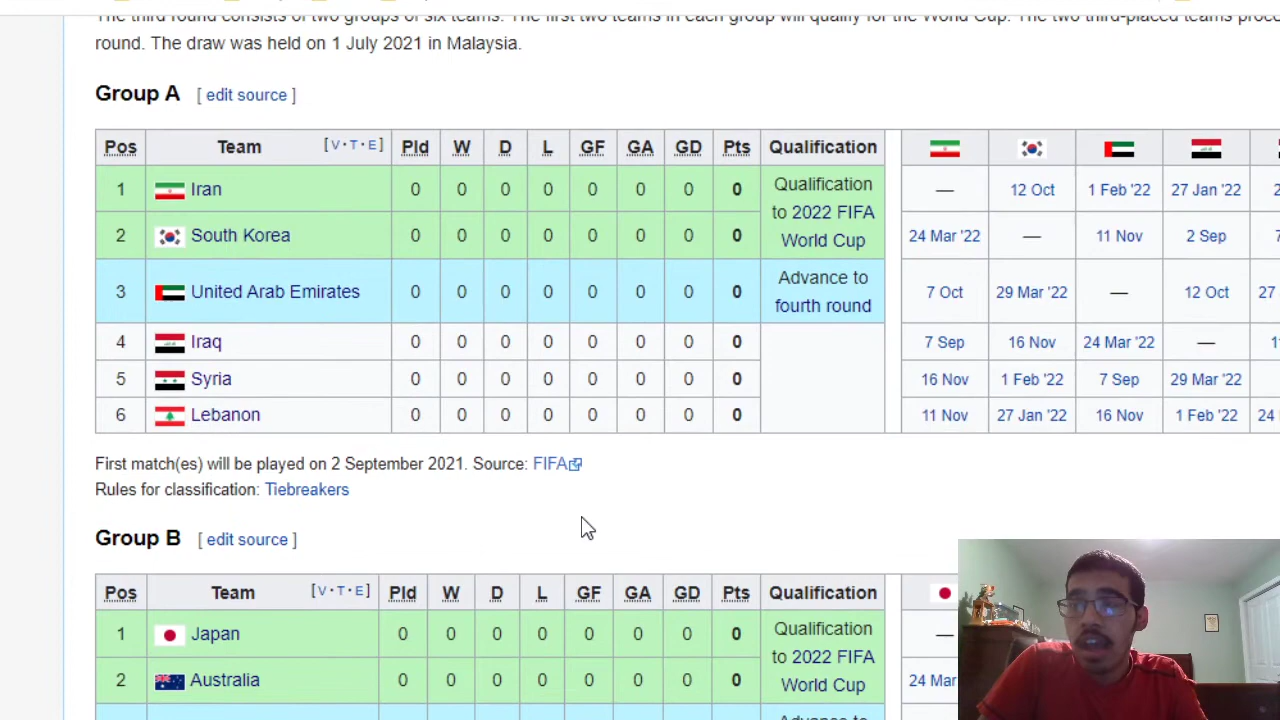 The third round consists of two groups of six teams. The first two teams in each group will qualify for the World Cup. The two third-placed teams
round. The draw was held on 1 July 2021 in Malaysia.
Group A [ edit source ]
Pos Team [V·T·E] Pld W D L GF GA GD Pts Qualification
1 Iran 0 0 0 0 0 0 0 0 Qualification to 2022 FIFA World Cup — 12 Oct 1 Feb '22 27 Jan '22 2
2 South Korea 0 0 0 0 0 0 0 0 24 Mar '22 — 11 Nov 2 Sep 7
3 United Arab Emirates 0 0 0 0 0 0 0 0 Advance to fourth round 7 Oct 29 Mar '22 — 12 Oct 27
4 Iraq 0 0 0 0 0 0 0 0 7 Sep 16 Nov 24 Mar '22 —
5 Syria 0 0 0 0 0 0 0 0 16 Nov 1 Feb '22 7 Sep 29 Mar '22
6 Lebanon 0 0 0 0 0 0 0 0 11 Nov 27 Jan '22 16 Nov 1 Feb '22 24
First match(es) will be played on 2 September 2021. Source: FIFA
Rules for classification: Tiebreakers
Group B [ edit source ]
Pos Team [V·T·E] Pld W D L GF GA GD Pts Qualification
1 Japan 0 0 0 0 0 0 0 0 Qualification to 2022 FIFA World Cup —
2 Australia 0 0 0 0 0 0 0 0 24 Mar
Advance to